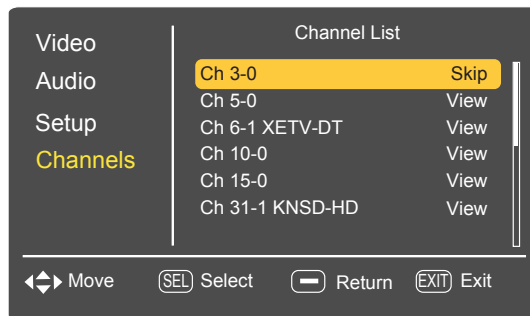 Video
Audio
Setup
Channels
Channel List
Ch 3-0 Skip
Ch 5-0 View
Ch 6-1 XETV-DT View
Ch 10-0 View
Ch 15-0 View
Ch 31-1 KNSD-HD View
Move SEL Select Return EXIT Exit